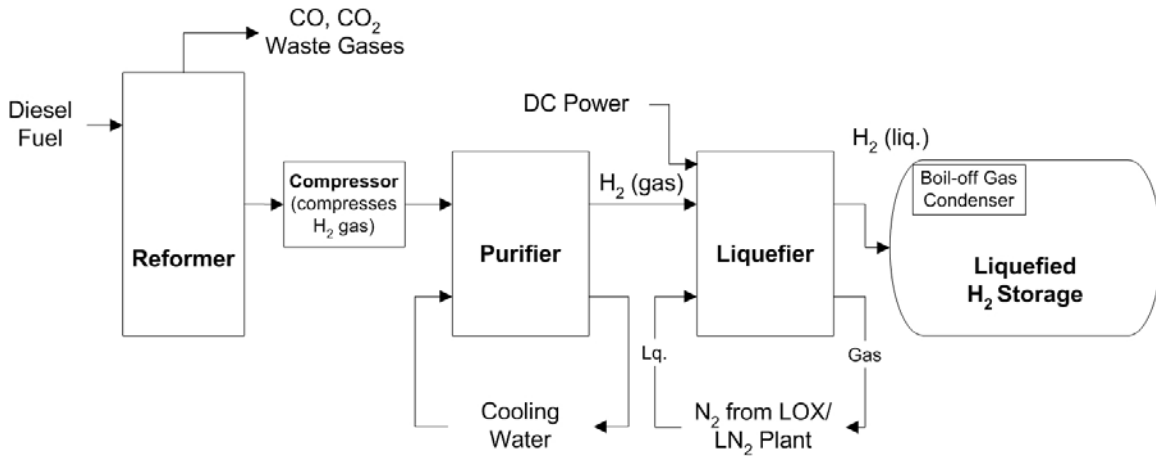 CO, CO₂
Waste Gases
Diesel
Fuel
Reformer
Compressor
(compresses
H₂ gas)
Purifier
Cooling
Water
H₂ (gas)
DC Power
Liquefier
Lq.
Gas
N₂ from LOX/
LN₂ Plant
H₂ (liq.)
Boil-off Gas
Condenser
Liquefied
H₂ Storage